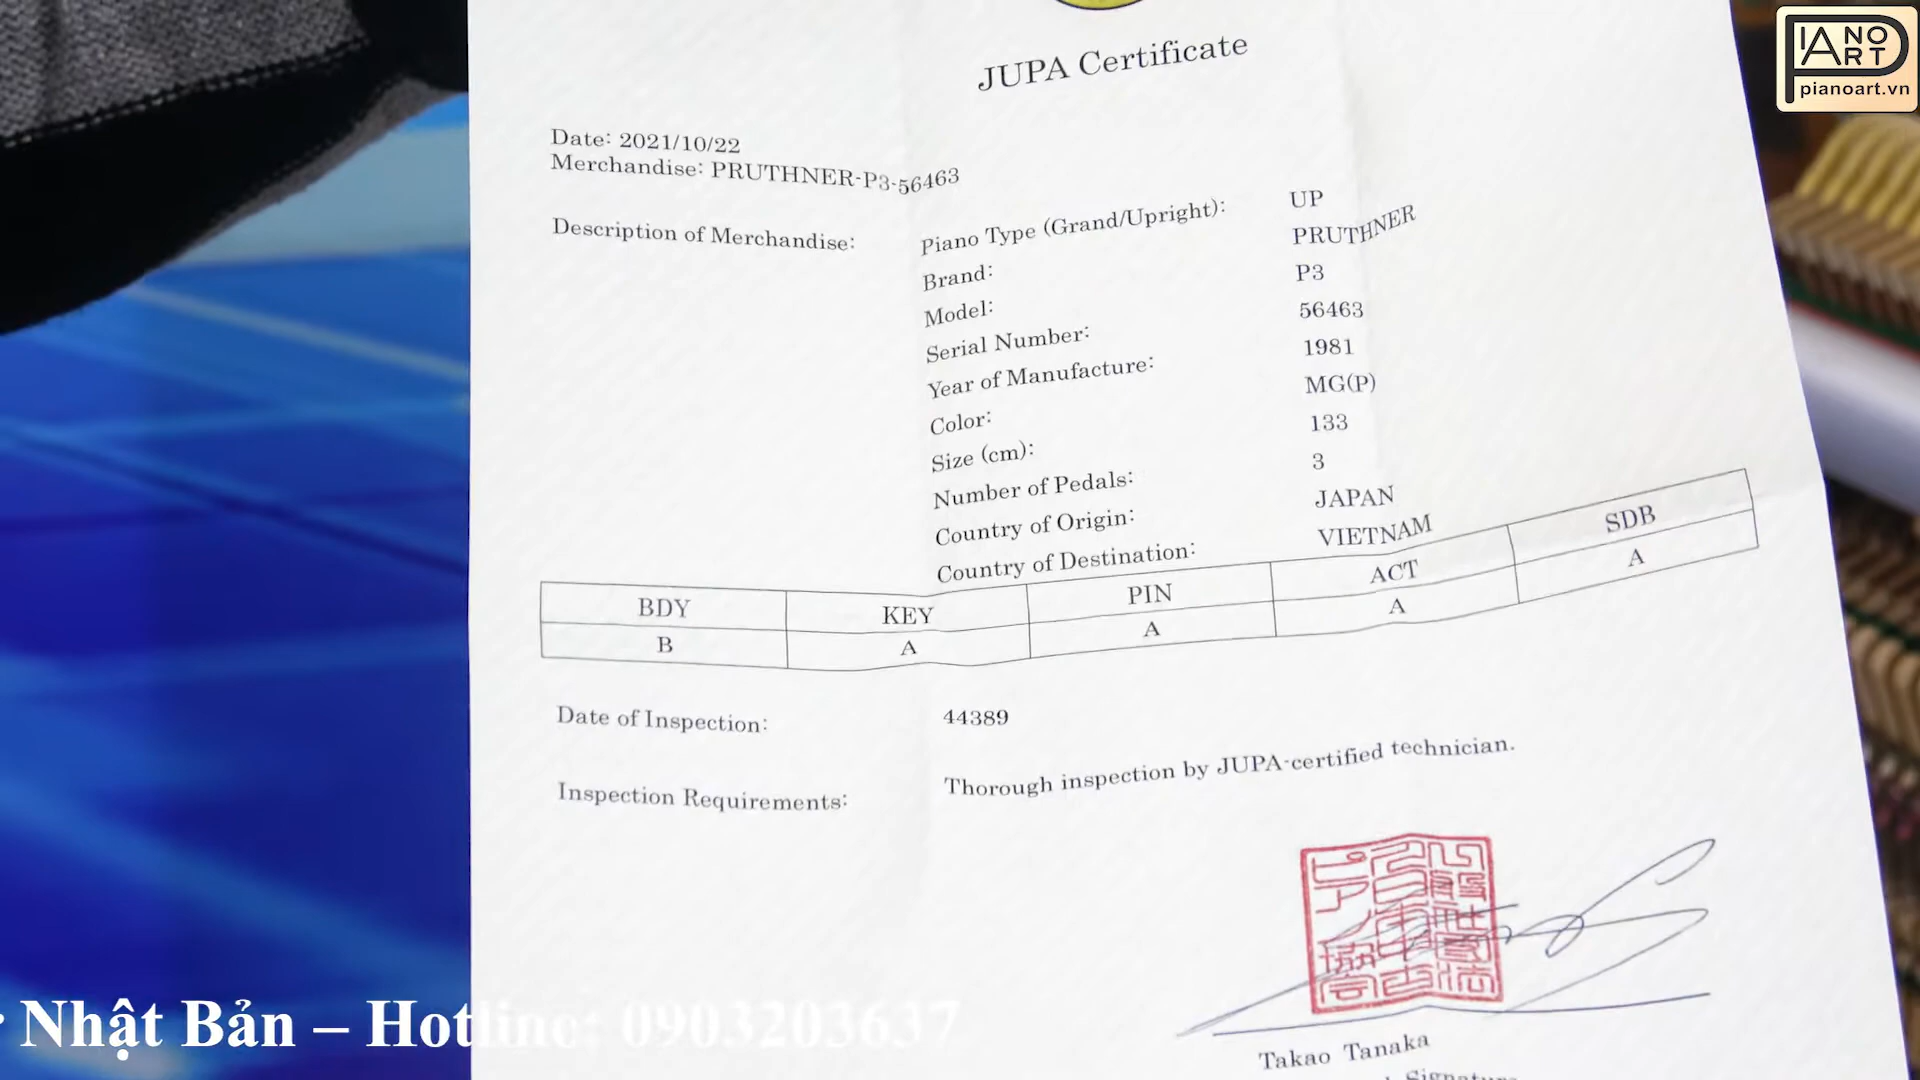 PIANO
ART
pianoart.vn
JUPA Certificate
Date: 2021/10/22
Merchandise: PRUTHNER-P3-56463
Description of Merchandise:
Piano Type (Grand/Upright): UP
Brand: PRUTHNER
Model: P3
Serial Number: 56463
Year of Manufacture: 1981
Color: MG(P)
Size (cm): 133
Number of Pedals: 3
Country of Origin: JAPAN
Country of Destination: VIETNAM
BDY KEY PIN ACT SDB
B A A A A
Date of Inspection: 44389
Inspection Requirements: Thorough inspection by JUPA-certified technician.
Takao Tanaka
Nhật Bản – Hotline: 0903203637